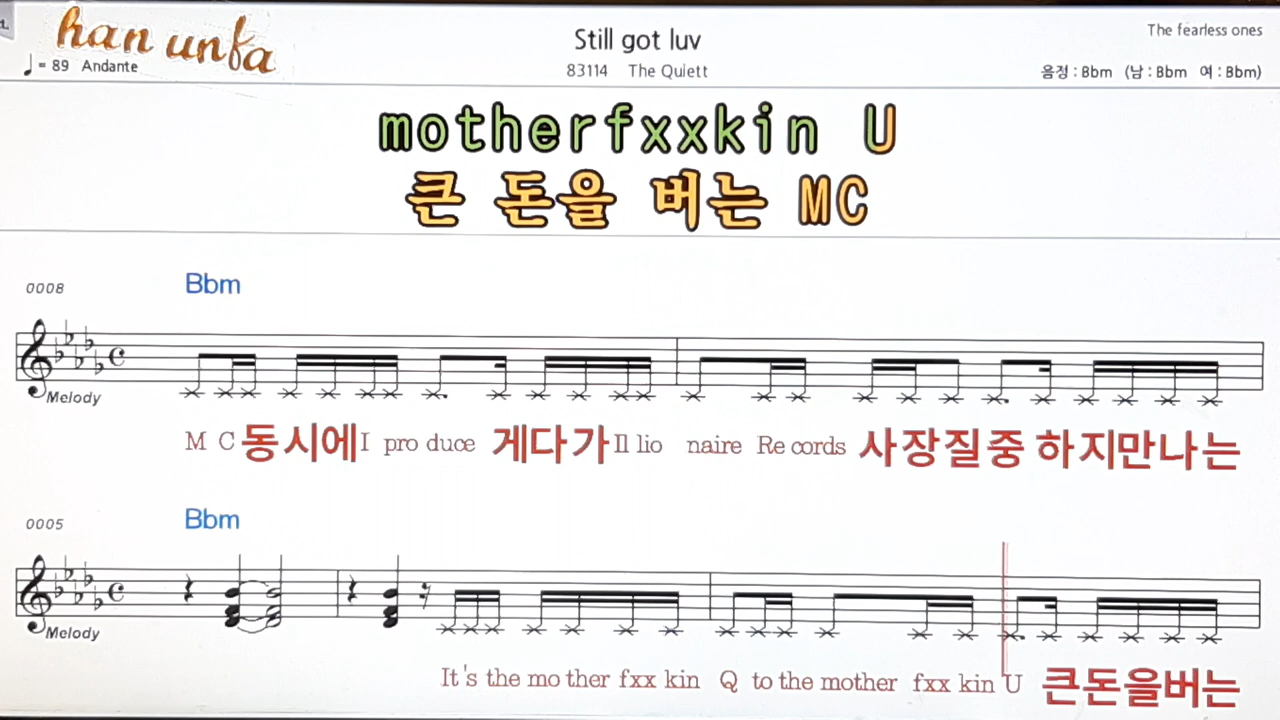 han unfa
♩ = 89 Andante
Still got luv
83114 The Quiett
The fearless ones
음정 : Bbm (남 : Bbm 여 : Bbm)
motherfxxkin U
큰 돈을 버는 MC
0008
Bbm
Melody
M C 동시에 I pro duce 게다가 Il lio naire Re cords 사장질중 하지만나는
0005
Bbm
Melody
It's the mo ther fxx kin Q to the mother fxx kin U 큰돈을버는